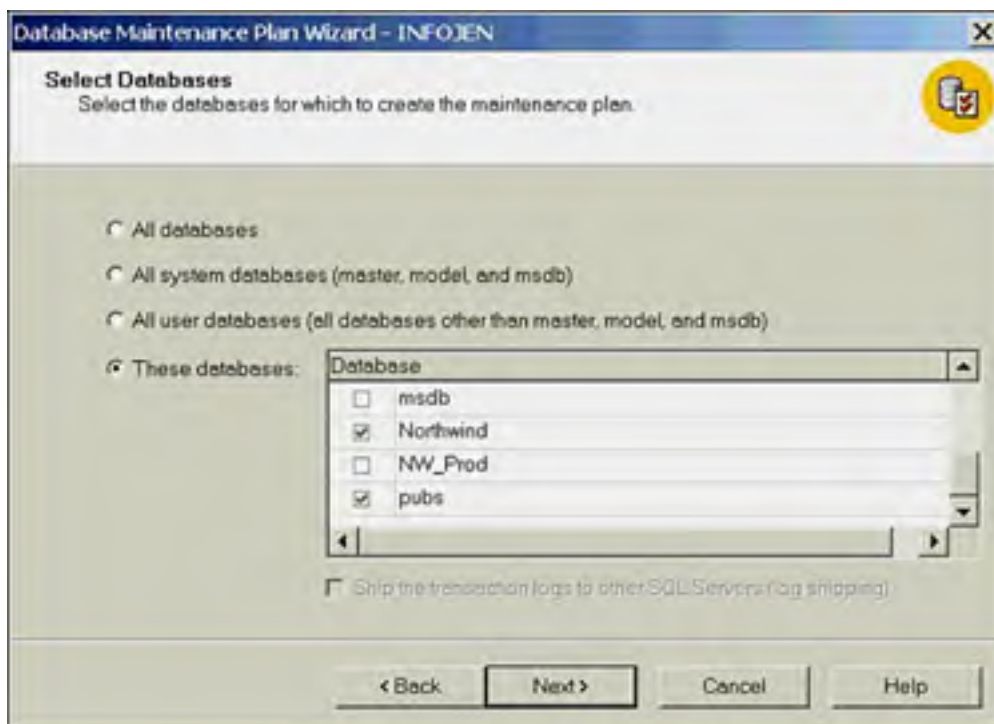 Database Maintenance Plan Wizard - INFOJEN
Select Databases
Select the databases for which to create the maintenance plan.
All databases
All system databases (master, model, and msdb)
All user databases (all databases other than master, model, and msdb)
These databases:
Database
msdb
Northwind
NW_Prod
pubs
Ship the transaction logs to other SQL Servers (log shipping)
< Back
Next >
Cancel
Help